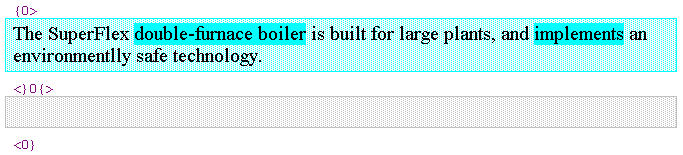 {0>
The SuperFlex double-furnace boiler is built for large plants, and implements an
environmentlly safe technology.
<}0{>
<0}